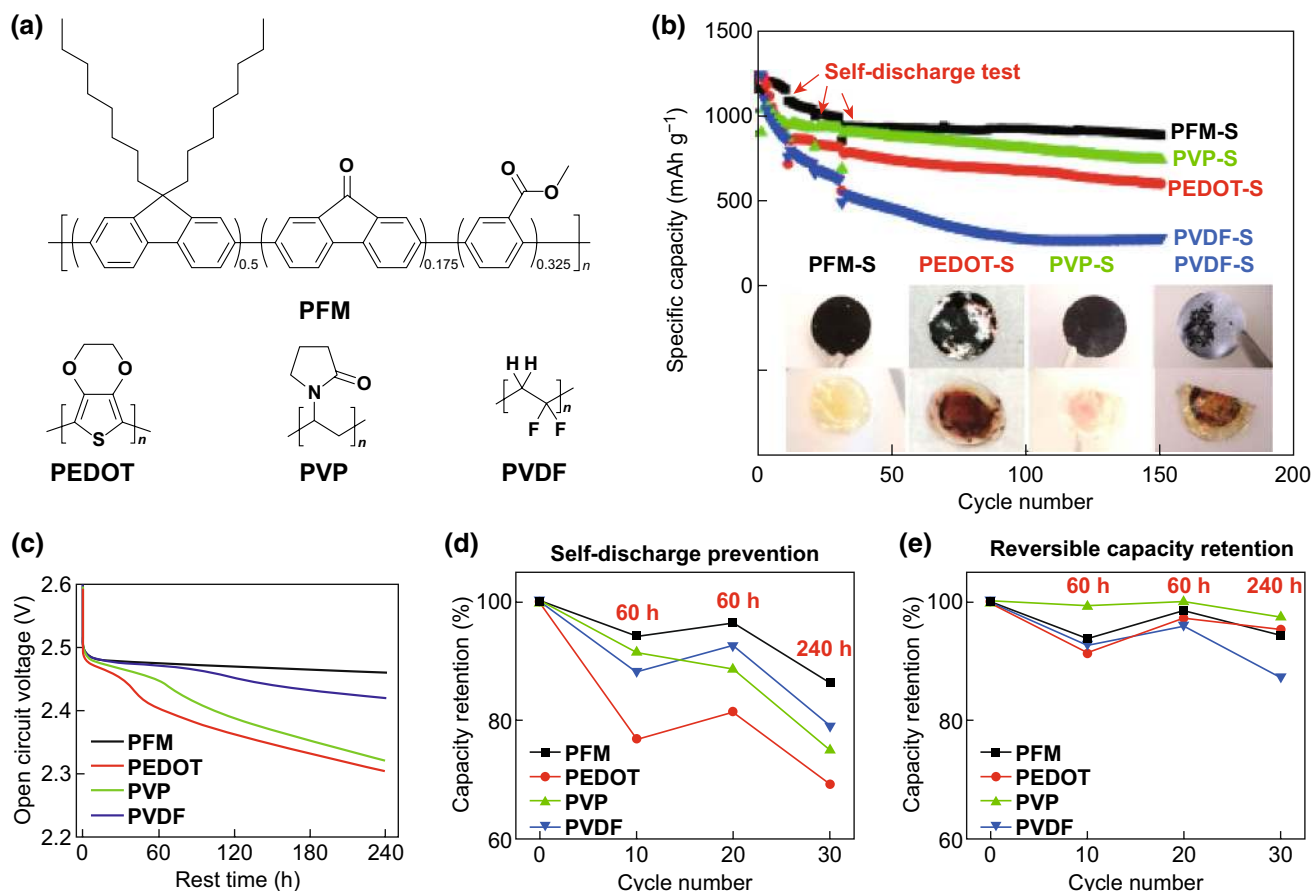 (a)
O
O
O
0.5
0.175
0.325
n
PFM
O
O
S
n
PEDOT
N
O
n
PVP
H H
n
F F
PVDF
(b)
1500
1000
500
0
Specific capacity (mAh g⁻¹)
Self-discharge test
PFM-S
PVP-S
PEDOT-S
PVDF-S
PFM-S PEDOT-S PVP-S PVDF-S
0 50 100 150 200
Cycle number
(c)
2.6
2.5
2.4
2.3
2.2
Open circuit voltage (V)
PFM
PEDOT
PVP
PVDF
0 60 120 180 240
Rest time (h)
(d)
Self-discharge prevention
100
80
60
Capacity retention (%)
60 h
60 h
240 h
PFM
PEDOT
PVP
PVDF
0 10 20 30
Cycle number
(e)
Reversible capacity retention
100
80
60
Capacity retention (%)
60 h
60 h
240 h
PFM
PEDOT
PVP
PVDF
0 10 20 30
Cycle number